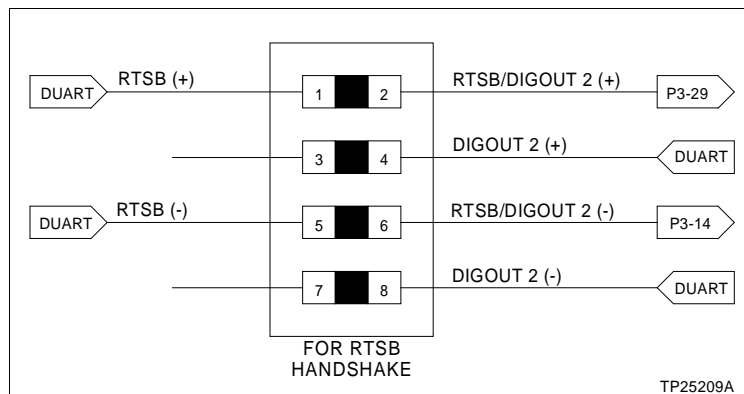 DUART RTSB (+) 1 2 RTSB/DIGOUT 2 (+) P3-29
3 4 DIGOUT 2 (+) DUART
DUART RTSB (-) 5 6 RTSB/DIGOUT 2 (-) P3-14
7 8 DIGOUT 2 (-) DUART
FOR RTSB
HANDSHAKE
TP25209A